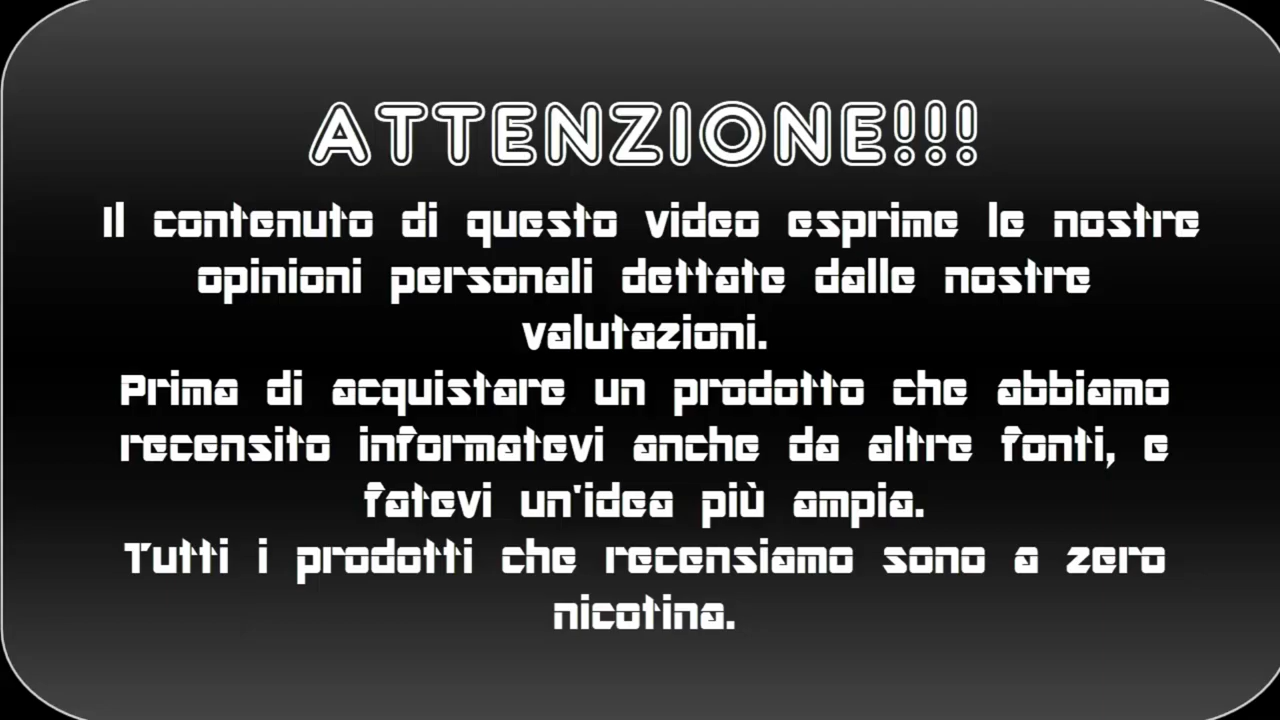 ATTENZIONE!!!
Il contenuto di questo video esprime le nostre
opinioni personali dettate dalle nostre
valutazioni.
Prima di acquistare un prodotto che abbiamo
recensito informatevi anche da altre fonti, e
fatevi un'idea più ampia.
Tutti i prodotti che recensiamo sono a zero
nicotina.